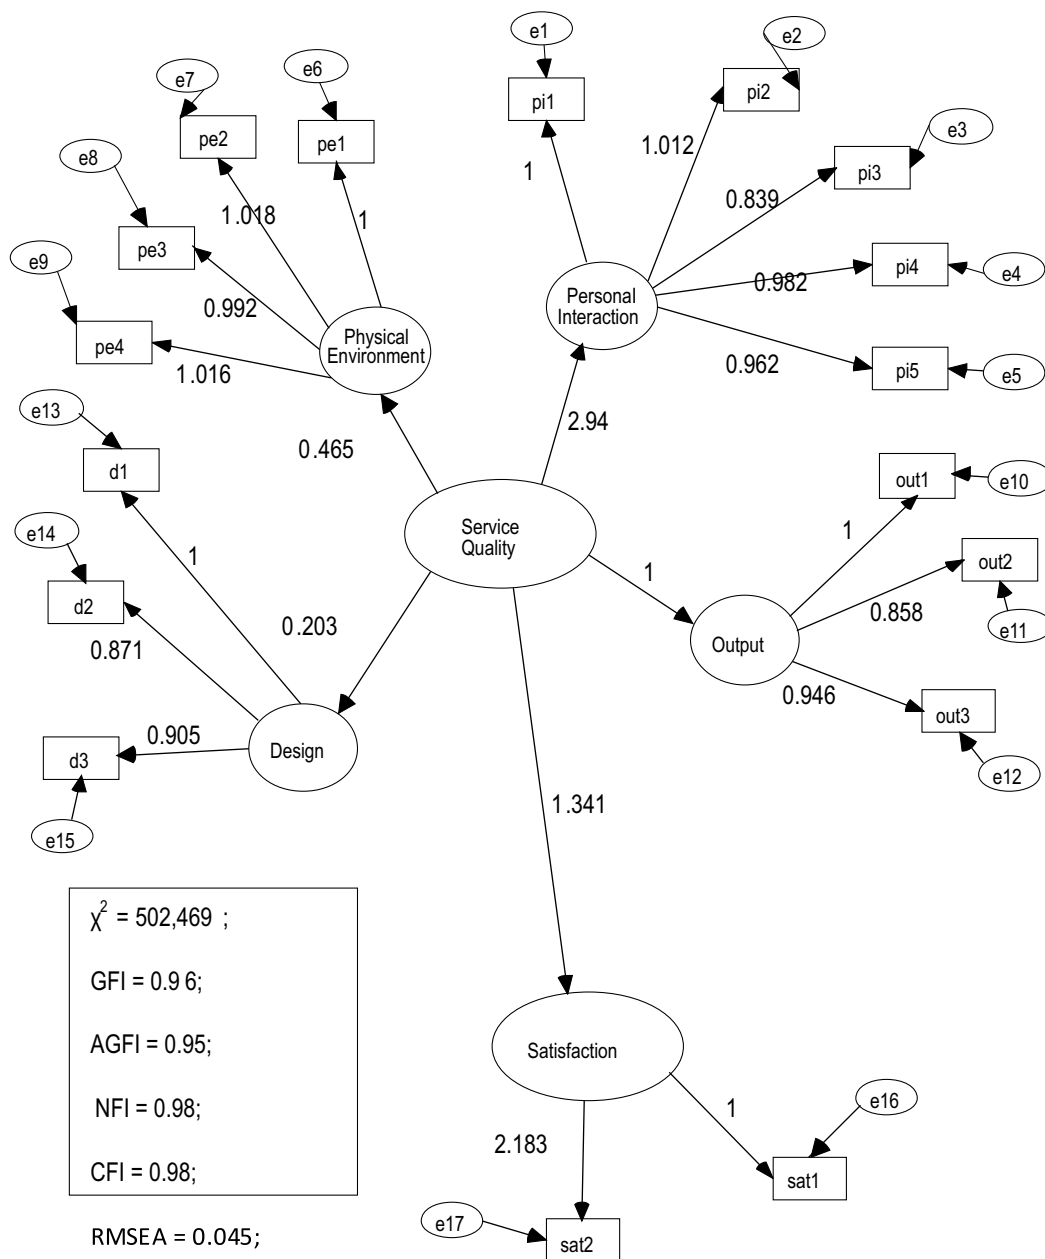 e1
e2
e6
e7
pi1
pi2
e3
pe2
pe1
e8
1.012
pi3
1
0.839
1.018
1
pe3
pi4
e4
e9
0.982
Personal
Interaction
0.992
Physical
Environment
pe4
1.016
0.962
pi5
e5
e13
2.94
0.465
d1
out1
e10
e14
Service
Quality
1
1
out2
1
d2
0.858
e11
0.203
0.871
Output
0.946
out3
0.905
Design
d3
e12
1.341
e15
χ² = 502,469 ;
GFI = 0.9 6;
AGFI = 0.95;
Satisfaction
NFI = 0.98;
e16
1
2.183
CFI = 0.98;
sat1
e17
RMSEA = 0.045;
sat2